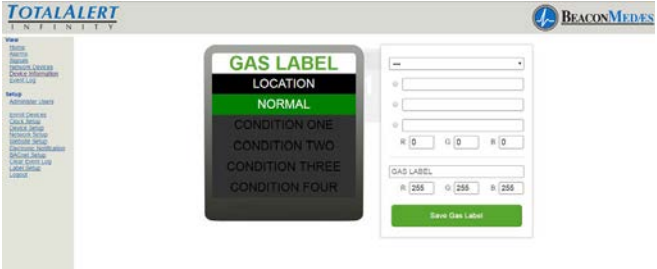 TOTALALERT
INFINITY
BEACONMEDÆS
View
Home
Alarms
Signals
Network Devices
Device Information
Event Log
Setup
Administer Users
Enroll Devices
Clock Setup
Device Setup
Network Setup
Remote Setup
Electronic Notification
BACnet Setup
Clear Event Log
Label Setup
Logout
GAS LABEL
LOCATION
NORMAL
CONDITION ONE
CONDITION TWO
CONDITION THREE
CONDITION FOUR
---
R: 0 G: 0 B: 0
GAS LABEL
R: 255 G: 255 B: 255
Save Gas Label